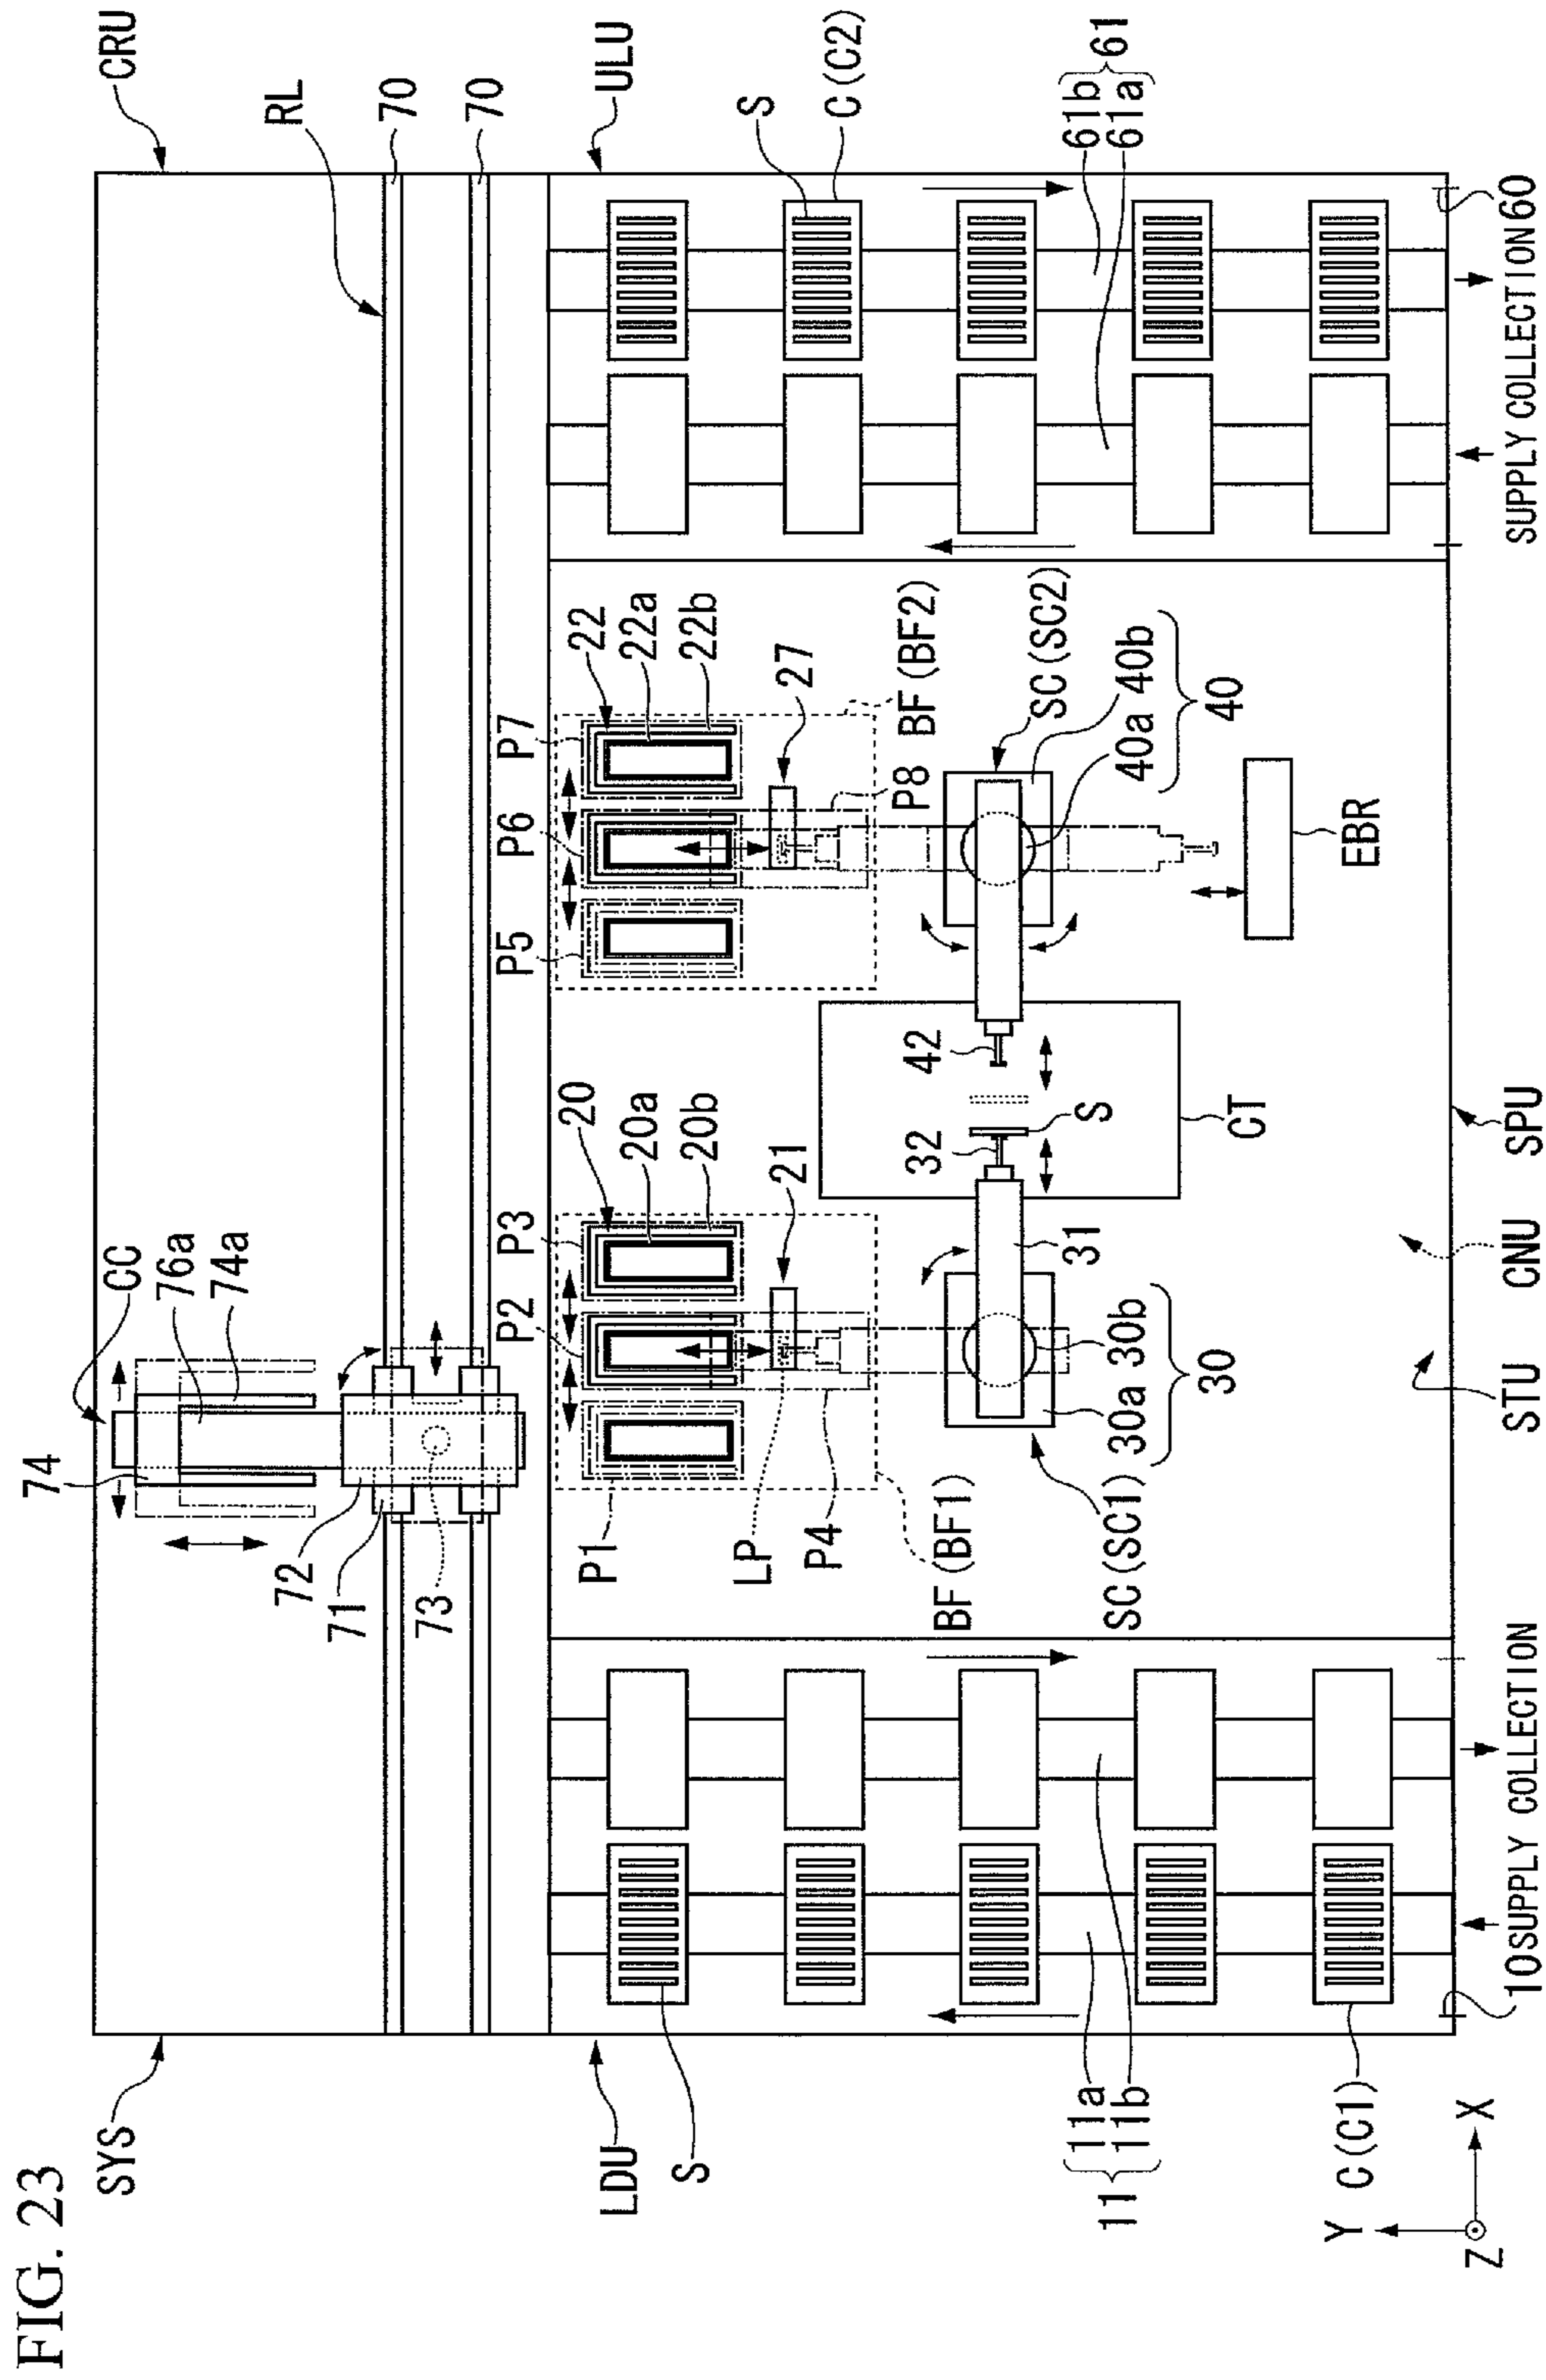 FIG. 23
SYS
74
CC
76a
74a
72
71
73
CRU
RL
70
70
LDU
S
P1
P2
P3
20
20a
20b
LP
21
P4
BF(BF1)
P5
P6
P7
22
22a
22b
27
P8
BF(BF2)
ULU
S
C(C2)
61b
61a
61
11
11a
11b
SC(SC1)
30a
30b
30
31
32
S
42
CT
SC(SC2)
40a
40b
40
EBR
C(C1)
10
SUPPLY COLLECTION
STU
CNU
SPU
SUPPLY COLLECTION
60
Y
Z
X